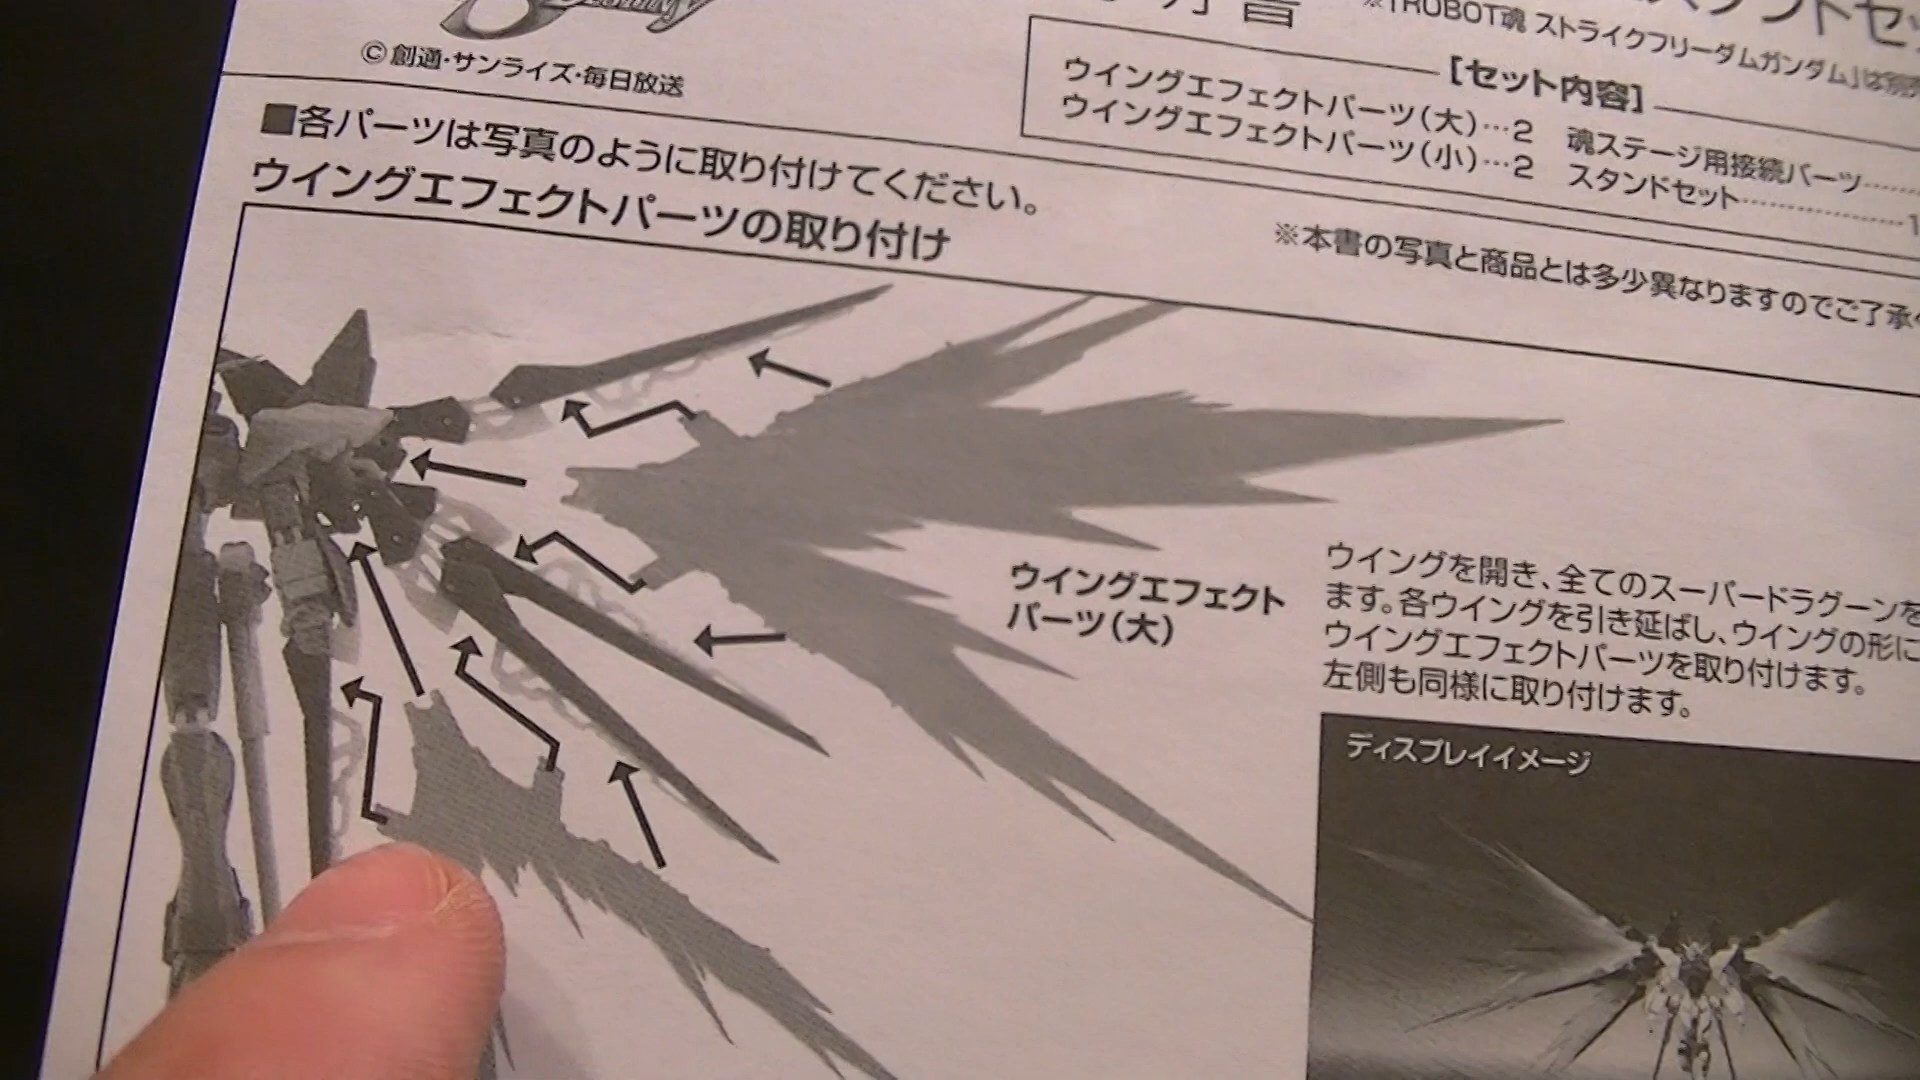 ©創通・サンライズ・毎日放送
書
※「ROBOT魂 ストライクフリーダムガンダム」は別売
[セット内容]
ウイングエフェクトパーツ(大)…2 魂ステージ用接続パーツ
ウイングエフェクトパーツ(小)…2 スタンドセット………1
■各パーツは写真のように取り付けてください。
※本書の写真と商品とは多少異なりますのでご了承
ウイングエフェクトパーツの取り付け
ウイングエフェクト
パーツ(大)
ウイングを開き、全てのスーパードラグーンを
ます。各ウイングを引き延ばし、ウイングの形に
ウイングエフェクトパーツを取り付けます。
左側も同様に取り付けます。
ディスプレイイメージ